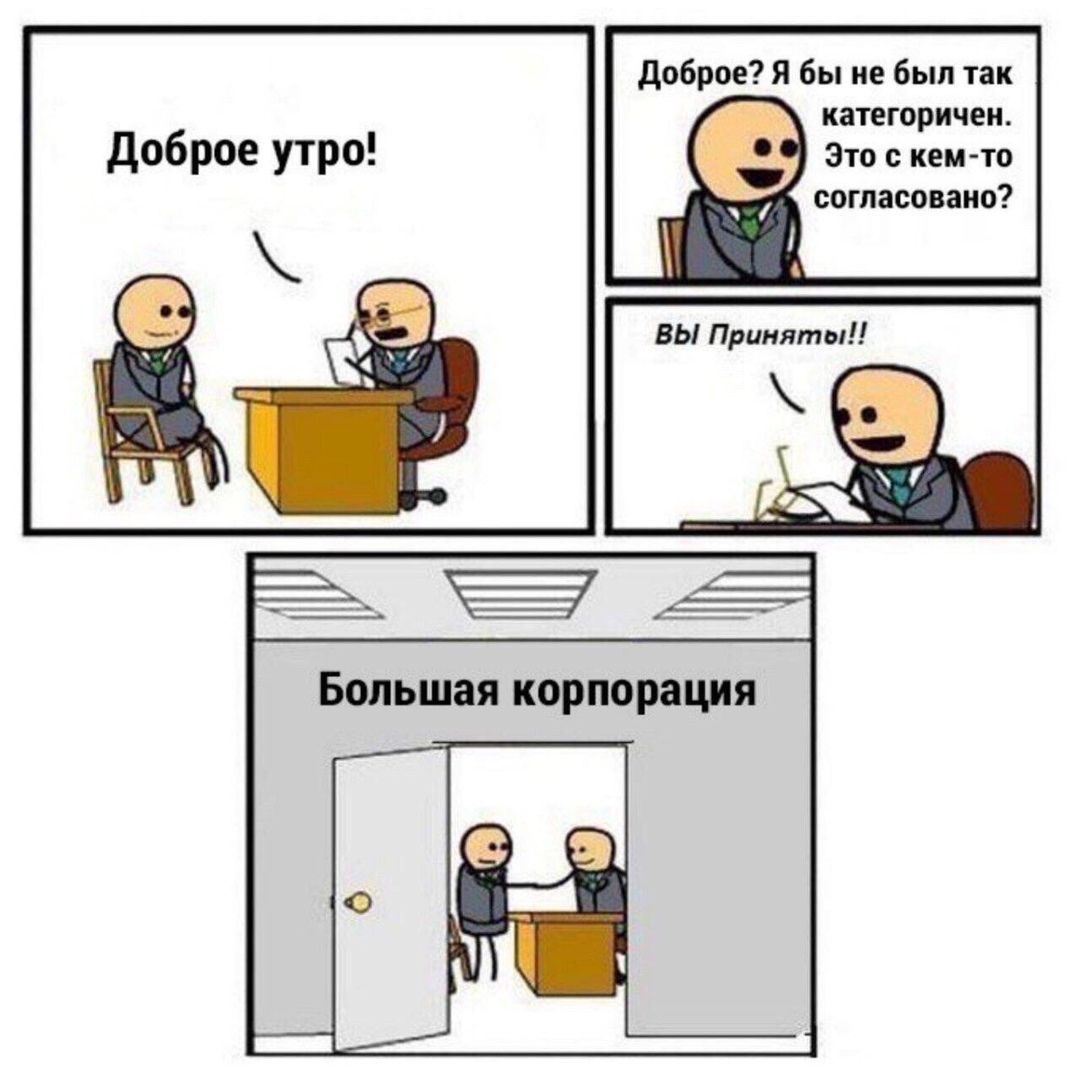 Доброе утро!
Доброе? Я бы не был так
категоричен.
Это с кем-то
согласовано?
ВЫ Приняты!!
Большая корпорация